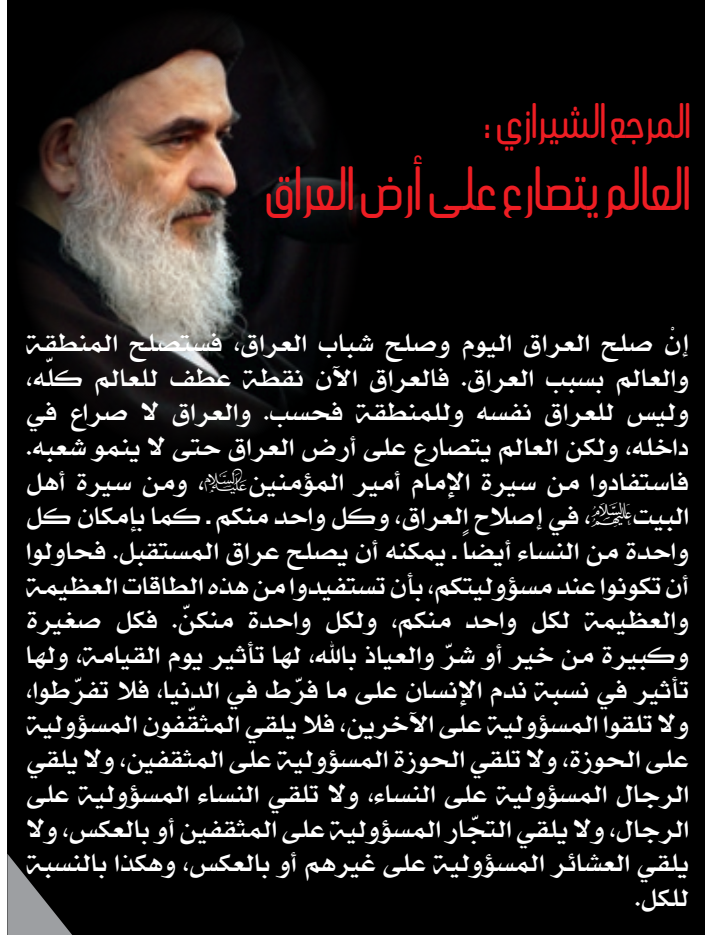 المرجع الشيرازي :
العالم يتصارع على أرض العراق
إنْ صلح العراق اليوم وصلح شباب العراق، فستصلح المنطقة
والعالم بسبب العراق. فالعراق الآن نقطة عطف للعالم كلّه،
وليس للعراق نفسه وللمنطقة فحسب. والعراق لا صراع في
داخله، ولكن العالم يتصارع على أرض العراق حتى لا ينمو شعبه.
فاستفادوا من سيرة الإمام أمير المؤمنين عليه السلام، ومن سيرة أهل
البيت عليهم السلام، في إصلاح العراق، وكل واحد منكم . كما بإمكان كل
واحدة من النساء أيضاً . يمكنه أن يصلح عراق المستقبل. فحاولوا
أن تكونوا عند مسؤوليتكم، بأن تستفيدوا من هذه الطاقات العظيمة
والعظيمة لكل واحد منكم، ولكل واحدة منكنّ. فكل صغيرة
وكبيرة من خير أو شرّ والعياذ بالله، لها تأثير يوم القيامة، ولها
تأثير في نسبة ندم الإنسان على ما فرّط في الدنيا، فلا تفرّطوا،
ولا تلقوا المسؤولية على الآخرين، فلا يلقي المثقّفون المسؤولية
على الحوزة، ولا تلقي الحوزة المسؤولية على المثقفين، ولا يلقي
الرجال المسؤولية على النساء، ولا تلقي النساء المسؤولية على
الرجال، ولا يلقي التجّار المسؤولية على المثقفين أو بالعكس، ولا
يلقي العشائر المسؤولية على غيرهم أو بالعكس، وهكذا بالنسبة
للكل.